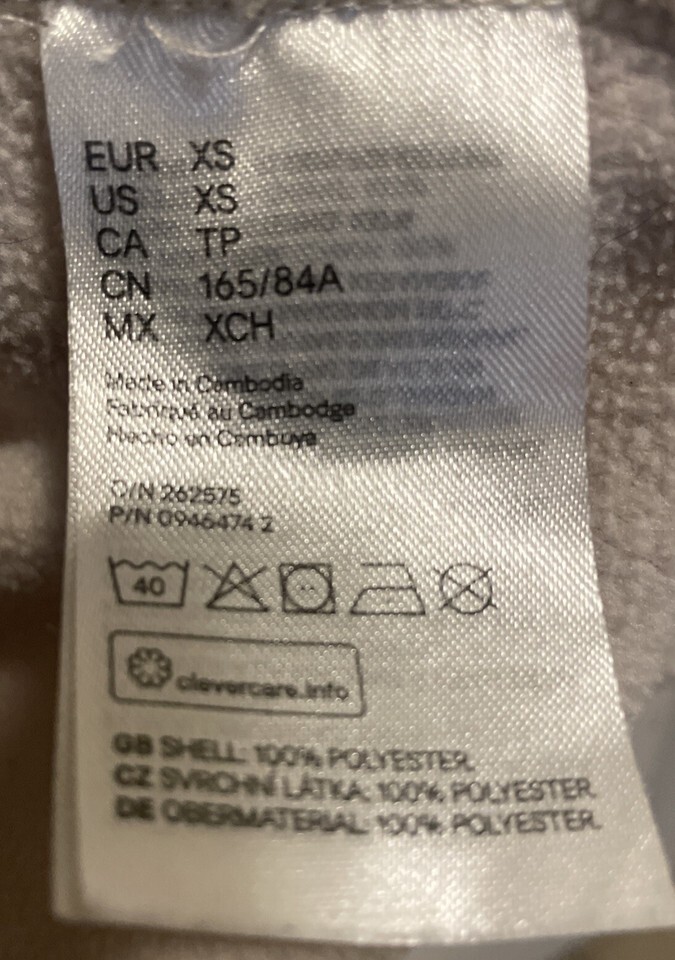 EUR XS
US XS
CA TP
CN 165/84A
MX XCH
Made in Cambodia
Fabriqué au Cambodge
Hecho en Camboya
O/N 262575
P/N 0946474 2
40
clevercare.info
GB SHELL: 100% POLYESTER
CZ SVRCHNÍ LÁTKA: 100% POLYESTER
DE OBERMATERIAL: 100% POLYESTER